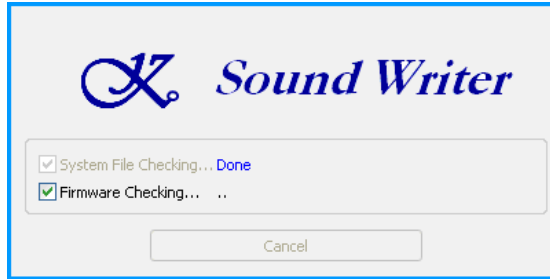 K Sound Writer
System File Checking... Done
Firmware Checking... ..
Cancel